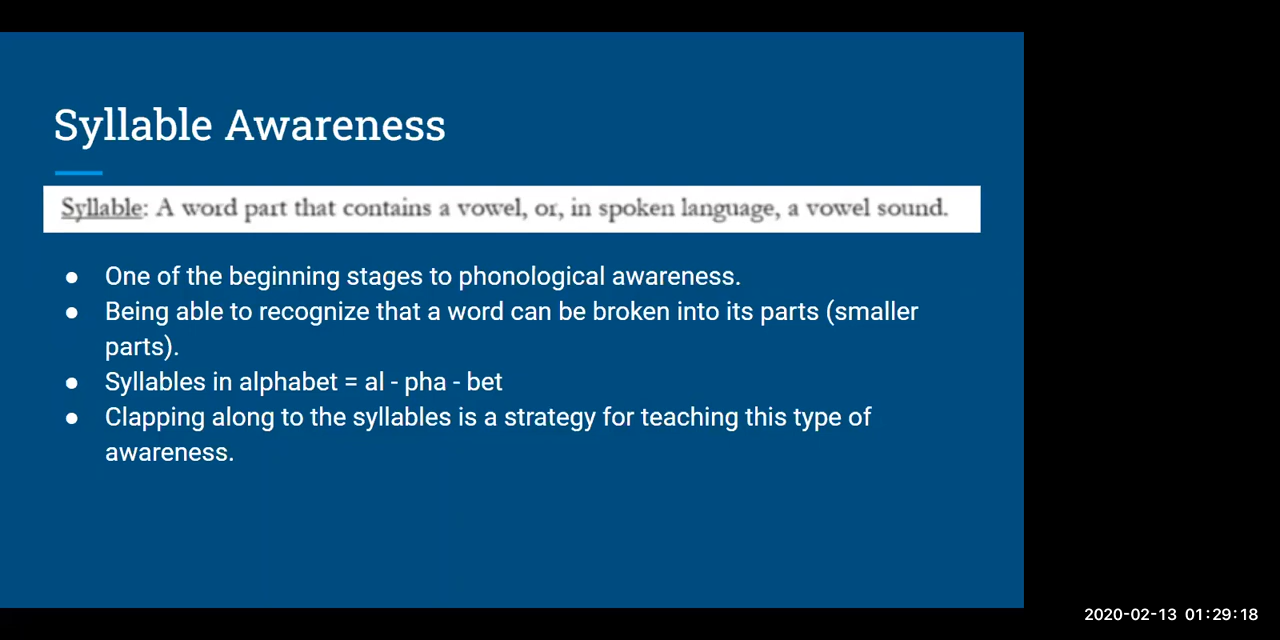 Syllable Awareness
Syllable: A word part that contains a vowel, or, in spoken language, a vowel sound.
● One of the beginning stages to phonological awareness.
● Being able to recognize that a word can be broken into its parts (smaller
parts).
● Syllables in alphabet = al - pha - bet
● Clapping along to the syllables is a strategy for teaching this type of
awareness.
2020-02-13 01:29:18